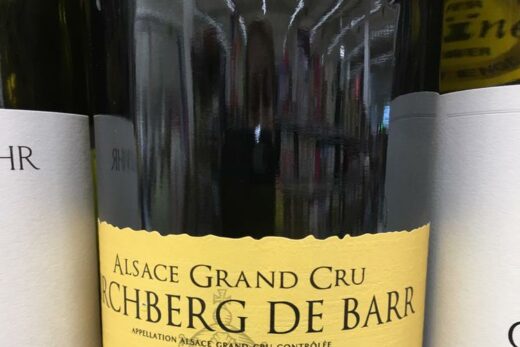 HR
ALSACE GRAND CRU
RCHBERG DE BARR
APPELLATION ALSACE GRAND CRU CONTRÔLÉE